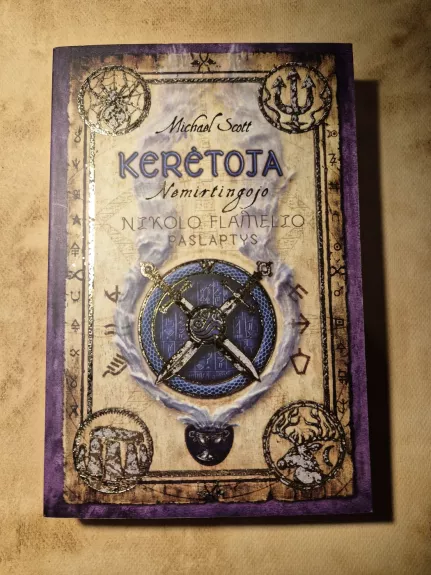 Michael Scott
KERĖTOJA
Nemirtingojo
NIKOLO FLAMELIO
PASLAPTYS